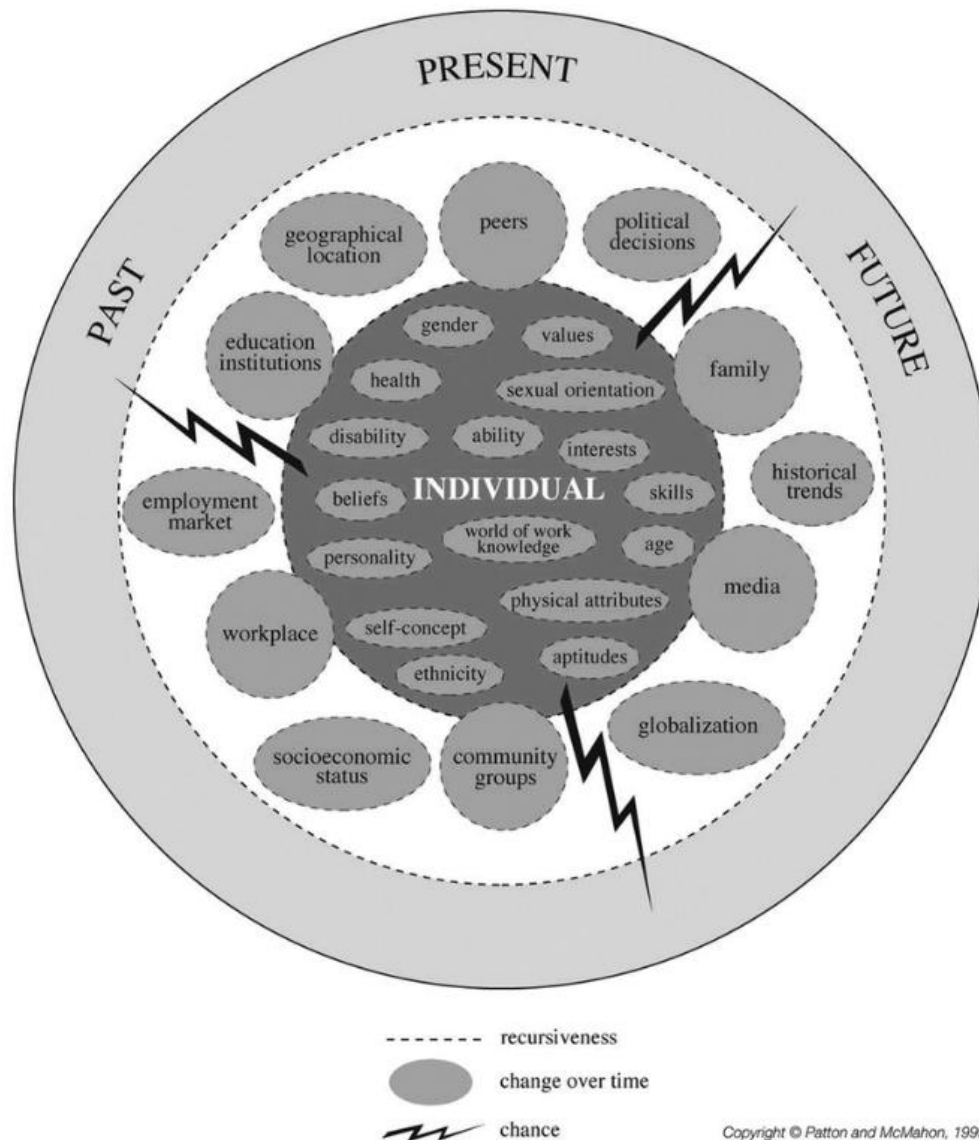 PRESENT
PAST
FUTURE
geographical
location
peers
political
decisions
education
institutions
family
employment
market
historical
trends
workplace
media
socioeconomic
status
community
groups
globalization
gender
values
health
sexual orientation
disability
ability
interests
INDIVIDUAL
beliefs
skills
world of work
knowledge
age
personality
physical attributes
self-concept
aptitudes
ethnicity
recursiveness
change over time
chance
Copyright © Patton and McMahon, 199